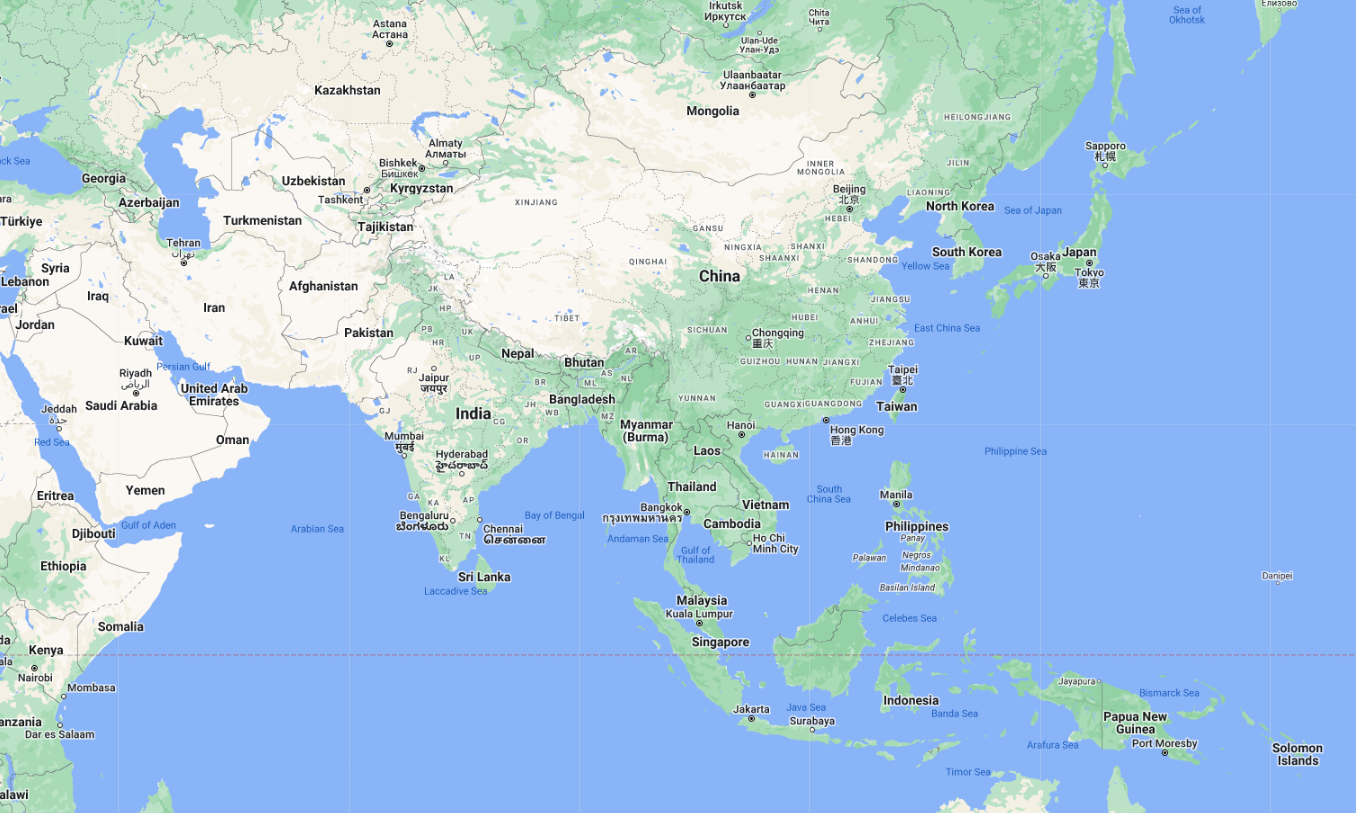 Irkutsk
Иркутск
Chita
Чита
Sea of
Okhotsk
Елизово
Astana
Астана
Ulan-Ude
Улан-Удэ
Ulaanbaatar
Улаанбаатар
Kazakhstan
Mongolia
HEILONGJIANG
Almaty
Алматы
Sapporo
札幌
ck Sea
Bishkek
Бишкек
INNER
MONGOLIA
JILIN
Georgia
Uzbekistan
Kyrgyzstan
Beijing
北京
LIAONING
Azerbaijan
Tashkent
XINJIANG
North Korea
Sea of Japan
Türkiye
Turkmenistan
Tajikistan
HEBEI
GANSU
Tehran
تهران
NINGXIA
SHANXI
SHAANXI
South Korea
Osaka
大阪
Japan
Tokyo
東京
Syria
QINGHAI
SHANDONG
Yellow Sea
Lebanon
Iraq
Afghanistan
LA
JK
China
HENAN
JIANGSU
rael
Iran
HP
TIBET
HUBEI
ANHUI
Jordan
Pakistan
PB
UK
SICHUAN
Chongqing
重庆
East China Sea
Kuwait
HR
UP
Nepal
AR
ZHEJIANG
Persian Gulf
RJ
Jaipur
जयपुर
Bhutan
AS
NL
ML
GUIZHOU
HUNAN
JIANGXI
Riyadh
الرياض
United Arab
Emirates
BR
FUJIAN
Taipei
臺北
Saudi Arabia
Jeddah
جدة
GJ
India
JH
WB
Bangladesh
MZ
YUNNAN
GUANGXI
GUANGDONG
Taiwan
CG
Red Sea
Oman
Mumbai
मुंबई
OR
Myanmar
(Burma)
Hanoi
Hong Kong
香港
Hyderabad
హైదరాబాద్
Laos
HAINAN
Philippine Sea
Yemen
Eritrea
Thailand
South
China Sea
Manila
GA
KA
AP
Bangkok
กรุงเทพมหานคร
Vietnam
Gulf of Aden
Arabian Sea
Bengaluru
ಬೆಂಗಳೂರು
Chennai
சென்னை
Bay of Bengal
Cambodia
Philippines
Djibouti
TN
Andaman Sea
Gulf of
Thailand
Ho Chi
Minh City
Panay
Palawan
Negros
Mindanao
Ethiopia
KL
Sri Lanka
Laccadive Sea
Basilan Island
Danipei
Malaysia
Kuala Lumpur
Celebes Sea
Somalia
Singapore
Kenya
Nairobi
Mombasa
Jayapura
Indonesia
Bismarck Sea
Jakarta
Java Sea
Surabaya
Banda Sea
anzania
Dar es Salaam
Papua New
Guinea
Port Moresby
Arafura Sea
Solomon
Islands
Timor Sea
alawi